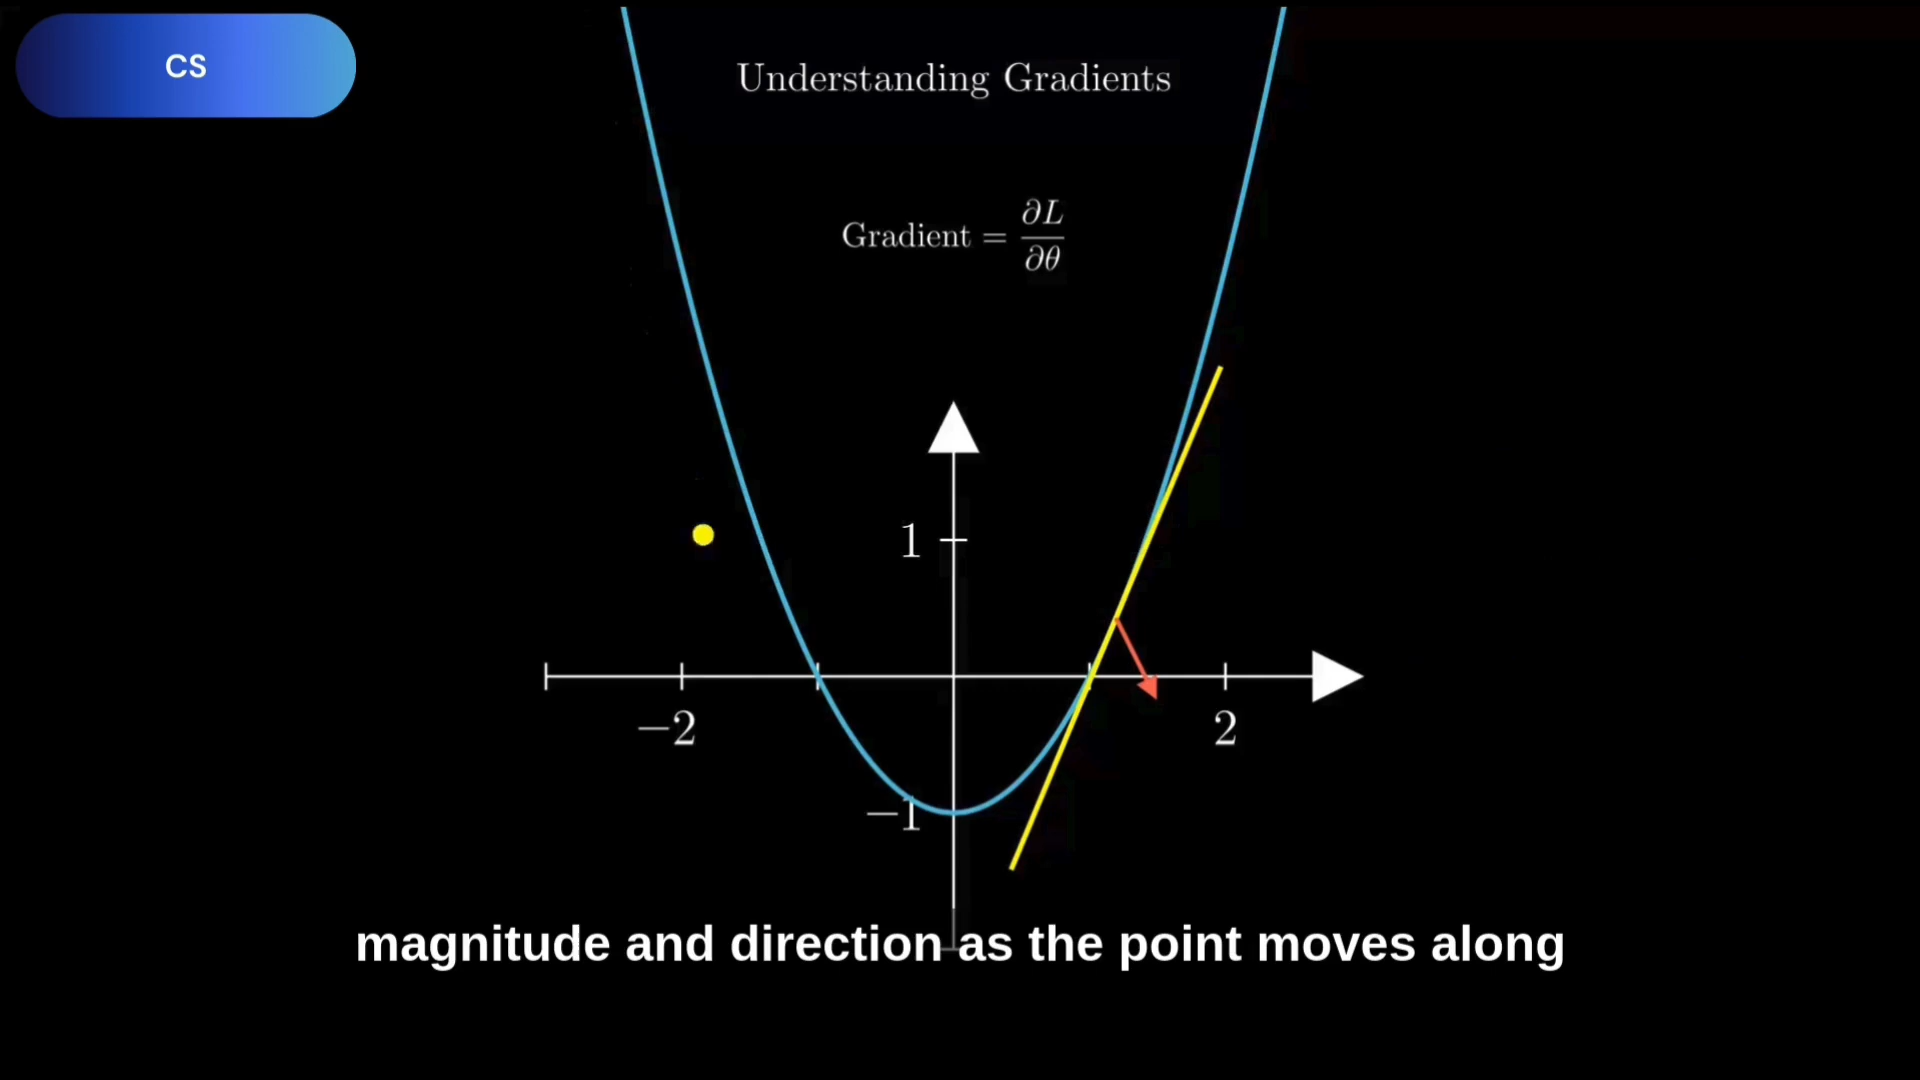 CS
Understanding Gradients
Gradient = ∂L/∂θ
1
−2
2
−1
magnitude and direction as the point moves along